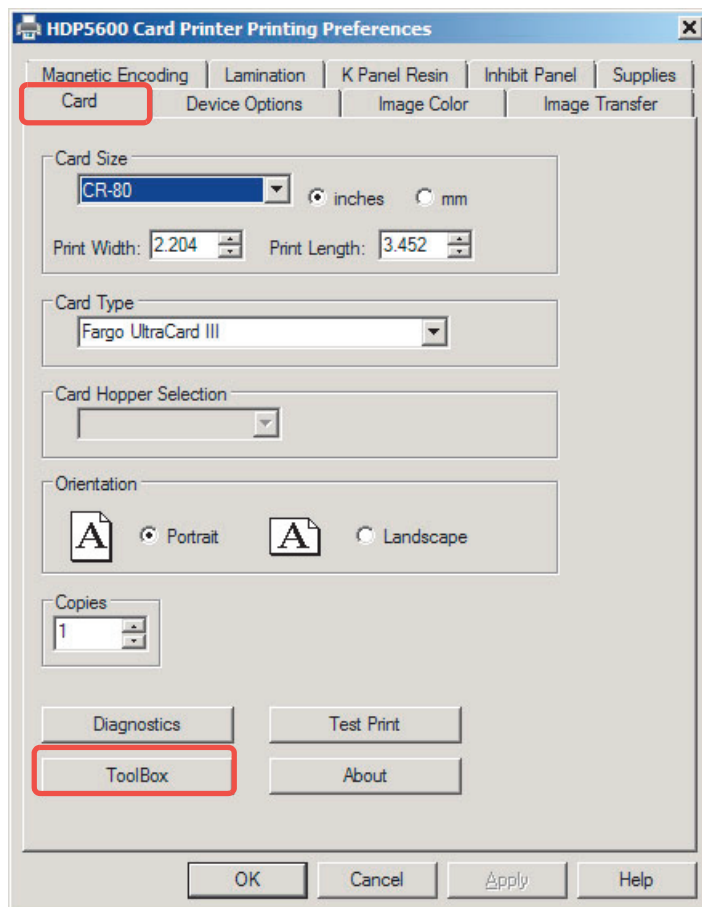 HDP5600 Card Printer Printing Preferences
Magnetic Encoding Lamination K Panel Resin Inhibit Panel Supplies
Card Device Options Image Color Image Transfer
Card Size
CR-80 inches mm
Print Width: 2.204 Print Length: 3.452
Card Type
Fargo UltraCard III
Card Hopper Selection
Orientation
A Portrait A Landscape
Copies
1
Diagnostics Test Print
ToolBox About
OK Cancel Apply Help